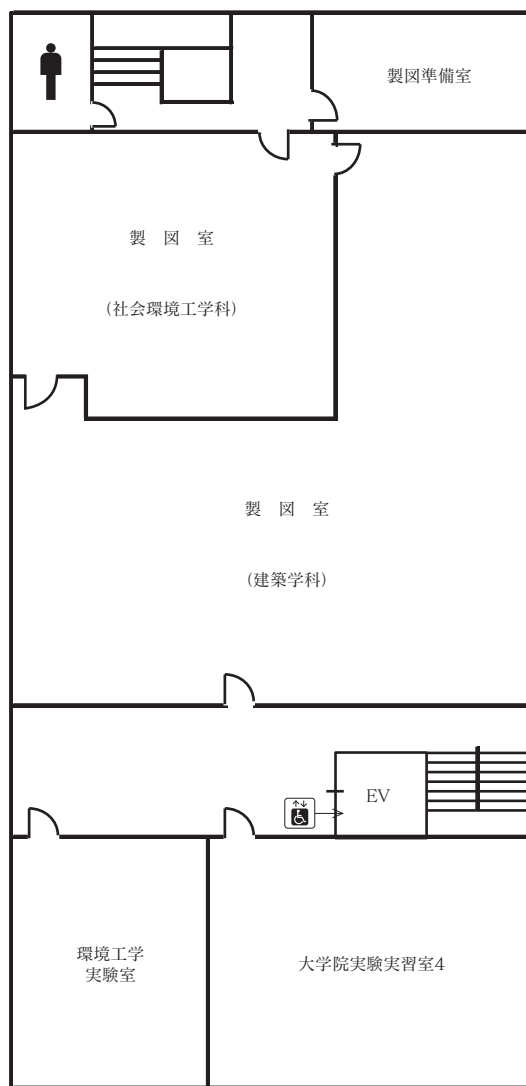 製図準備室
製 図 室
(社会環境工学科)
製 図 室
(建築学科)
EV
環境工学
実験室
大学院実験実習室4